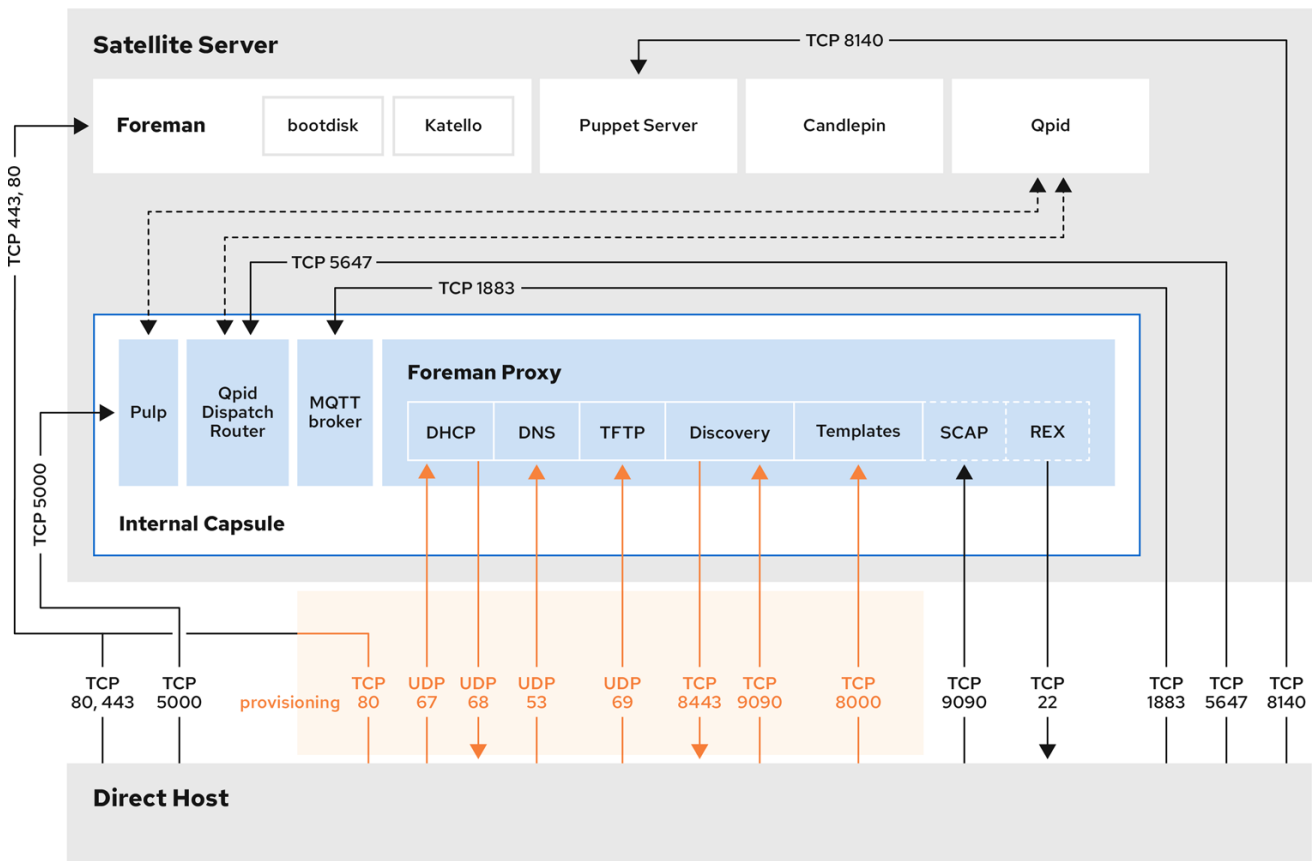 Satellite Server
TCP 8140
Foreman
bootdisk
Katello
Puppet Server
Candlepin
Qpid
TCP 443, 80
TCP 5647
TCP 1883
Pulp
Qpid
Dispatch
Router
MQTT
broker
Foreman Proxy
DHCP
DNS
TFTP
Discovery
Templates
SCAP
REX
Internal Capsule
TCP 5000
TCP
80, 443
TCP
5000
provisioning
TCP
80
UDP
67
UDP
68
UDP
53
UDP
69
TCP
8443
TCP
9090
TCP
8000
TCP
9090
TCP
22
TCP
1883
TCP
5647
TCP
8140
Direct Host